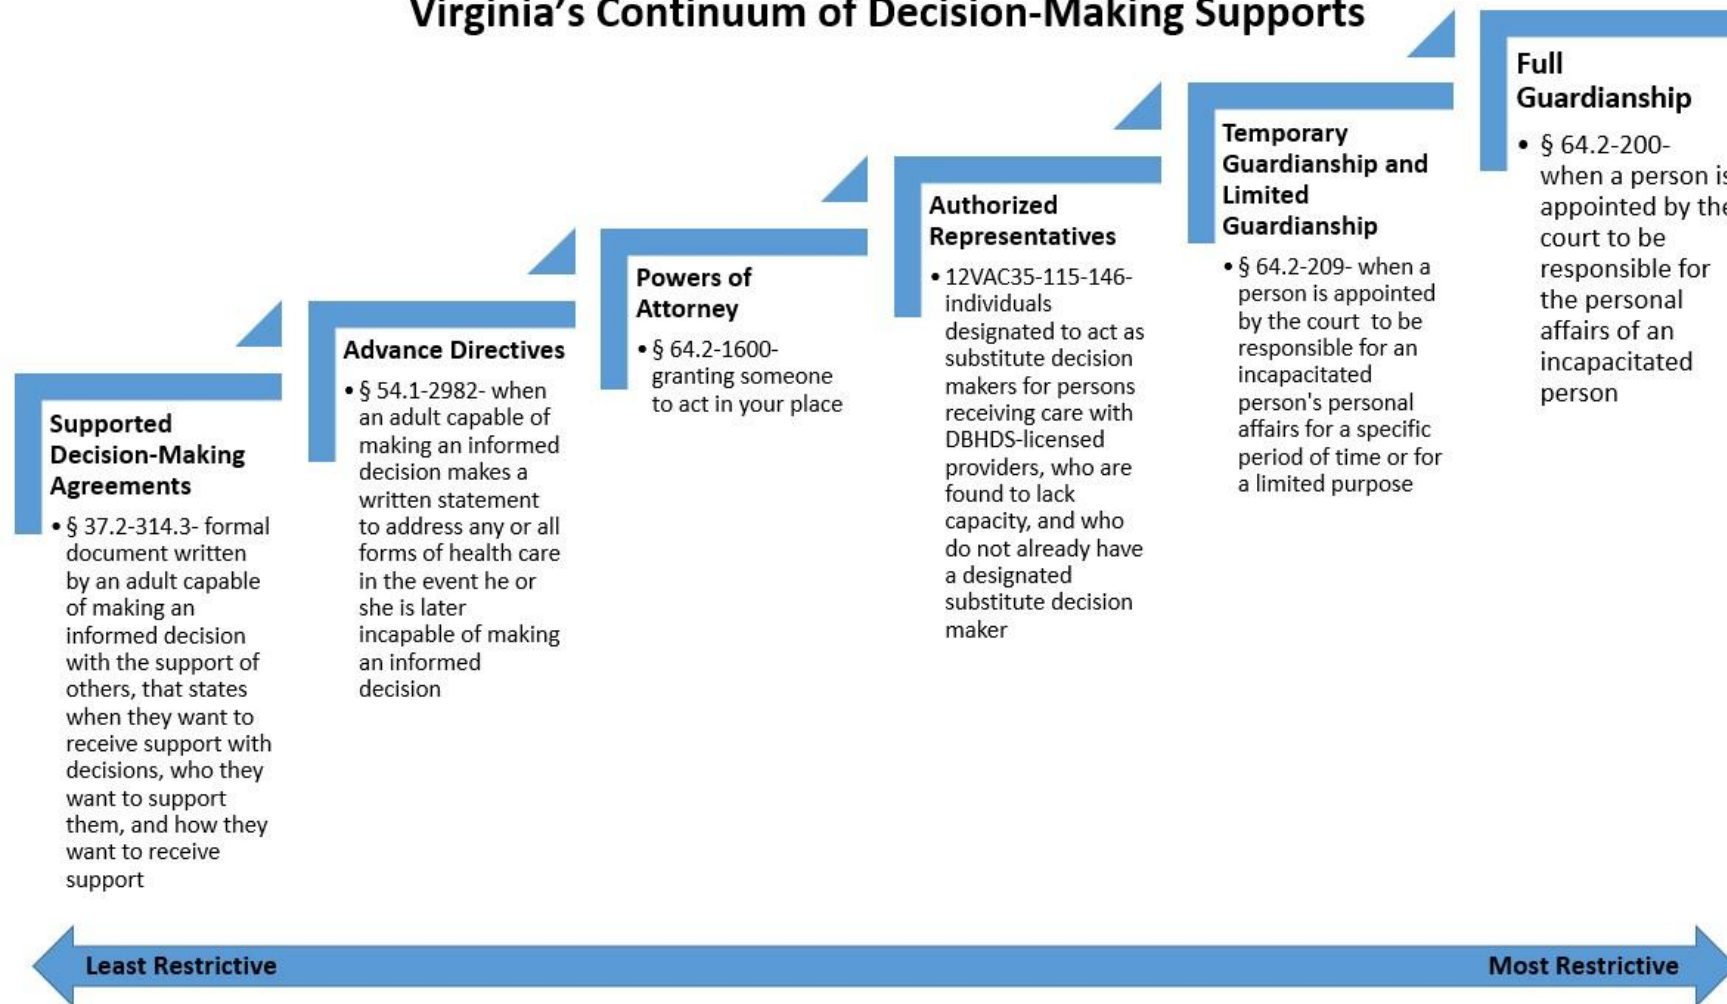 Virginia's Continuum of Decision-Making Supports
Supported
Decision-Making
Agreements
• § 37.2-314.3- formal
document written
by an adult capable
of making an
informed decision
with the support of
others, that states
when they want to
receive support with
decisions, who they
want to support
them, and how they
want to receive
support
Advance Directives
• § 54.1-2982- when
an adult capable of
making an informed
decision makes a
written statement
to address any or all
forms of health care
in the event he or
she is later
incapable of making
an informed
decision
Powers of
Attorney
• § 64.2-1600-
granting someone
to act in your place
Authorized
Representatives
• 12VAC35-115-146-
individuals
designated to act as
substitute decision
makers for persons
receiving care with
DBHDS-licensed
providers, who are
found to lack
capacity, and who
do not already have
a designated
substitute decision
maker
Temporary
Guardianship and
Limited
Guardianship
• § 64.2-209- when a
person is appointed
by the court to be
responsible for an
incapacitated
person's personal
affairs for a specific
period of time or for
a limited purpose
Full
Guardianship
• § 64.2-200-
when a person is
appointed by the
court to be
responsible for
the personal
affairs of an
incapacitated
person
Least Restrictive
Most Restrictive